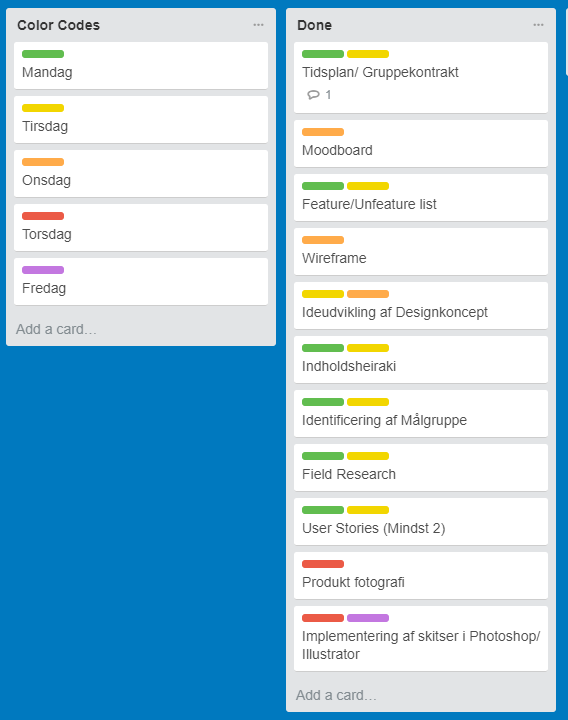 Color Codes
Mandag
Tirsdag
Onsdag
Torsdag
Fredag
Add a card…
Done
Tidsplan/ Gruppekontrakt
1
Moodboard
Feature/Unfeature list
Wireframe
Ideudvikling af Designkoncept
Indholdsheiraki
Identificering af Målgruppe
Field Research
User Stories (Mindst 2)
Produkt fotografi
Implementering af skitser i Photoshop/
Illustrator
Add a card…